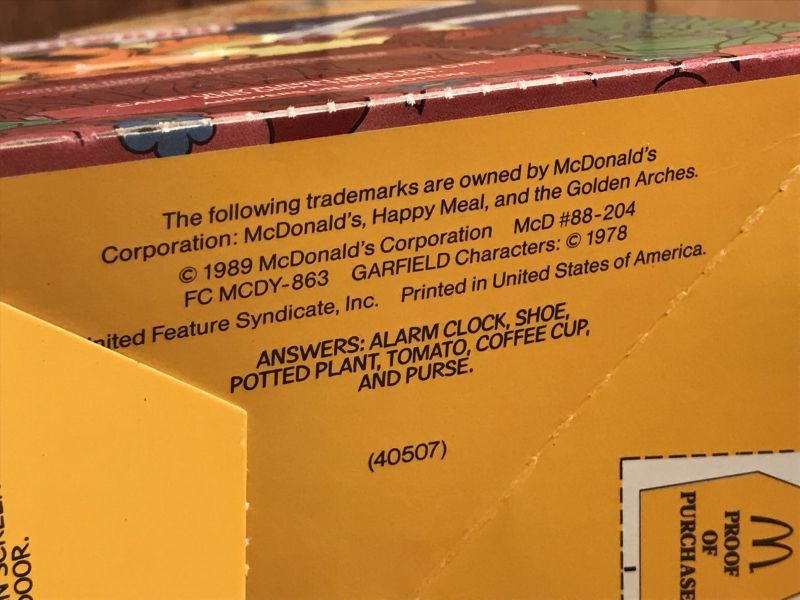 The following trademarks are owned by McDonald's
Corporation: McDonald's, Happy Meal, and the Golden Arches.
© 1989 McDonald's Corporation McD #88-204
FC MCDY-863 GARFIELD Characters: © 1978
United Feature Syndicate, Inc. Printed in United States of America.
ANSWERS: ALARM CLOCK, SHOE,
POTTED PLANT, TOMATO, COFFEE CUP,
AND PURSE.
(40507)
PROOF
OF
PURCHASE
OOR.